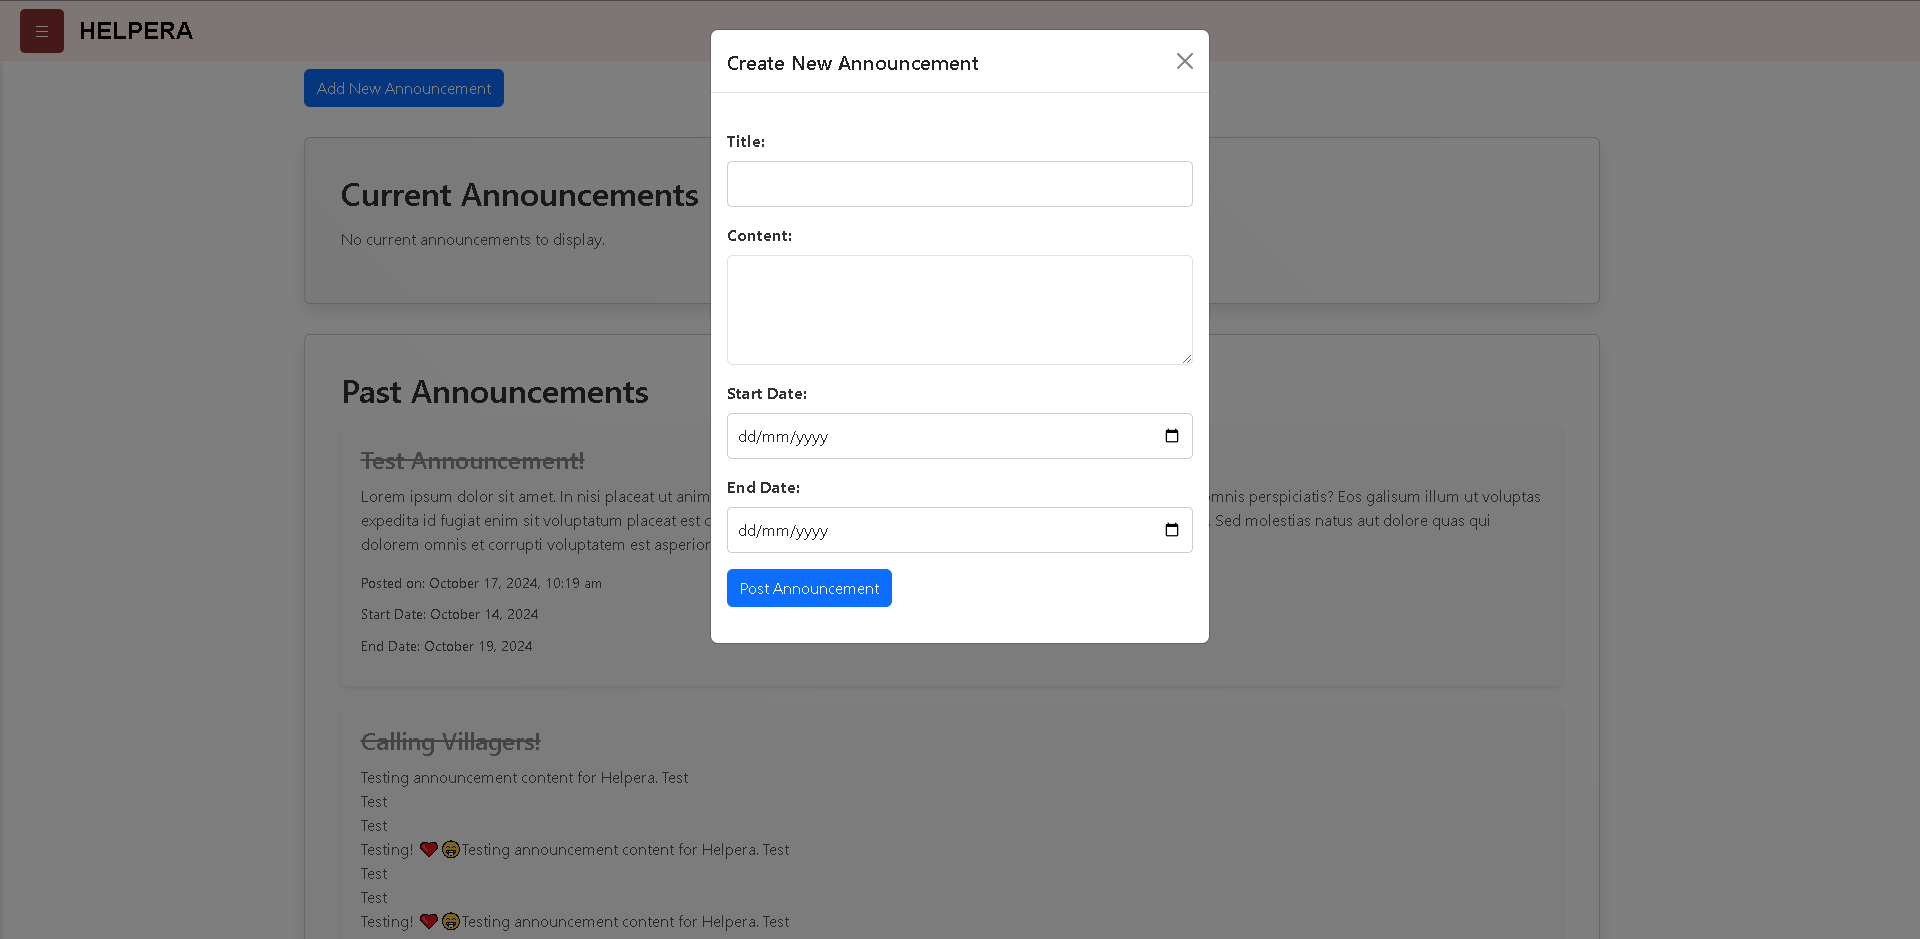 ☰ HELPERA
Add New Announcement
Current Announcements
No current announcements to display.
Past Announcements
Test Announcement!
Lorem ipsum dolor sit amet. In nisi placeat ut anim omnis perspiciatis? Eos galisum illum ut voluptas
expedita id fugiat enim sit voluptatum placeat est . Sed molestias natus aut dolore quas qui
dolorem omnis et corrupti voluptatem est asperior
Posted on: October 17, 2024, 10:19 am
Start Date: October 14, 2024
End Date: October 19, 2024
Calling Villagers!
Testing announcement content for Helpera. Test
Test
Test
Testing! ❤️😁Testing announcement content for Helpera. Test
Test
Test
Testing! ❤️😁Testing announcement content for Helpera. Test
Create New Announcement
Title:
Content:
Start Date:
dd/mm/yyyy
End Date:
dd/mm/yyyy
Post Announcement